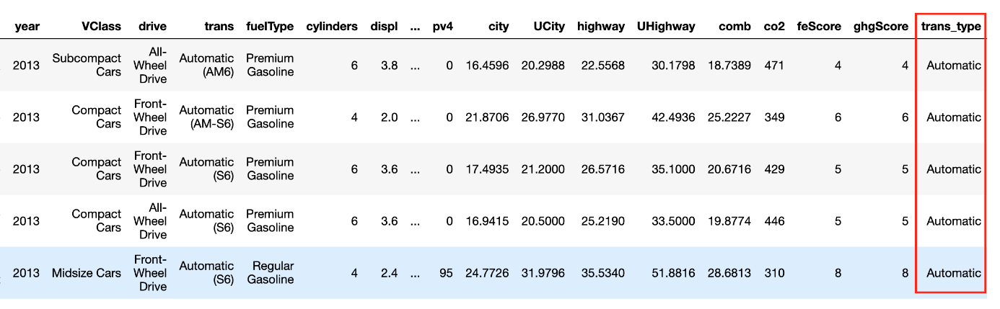 year VClass drive trans fuelType cylinders displ ... pv4 city UCity highway UHighway comb co2 feScore ghgScore trans_type
2013 Subcompact Cars All-Wheel Drive Automatic (AM6) Premium Gasoline 6 3.8 ... 0 16.4596 20.2988 22.5568 30.1798 18.7389 471 4 4 Automatic
2013 Compact Cars Front-Wheel Drive Automatic (AM-S6) Premium Gasoline 4 2.0 ... 0 21.8706 26.9770 31.0367 42.4936 25.2227 349 6 6 Automatic
2013 Compact Cars Front-Wheel Drive Automatic (S6) Premium Gasoline 6 3.6 ... 0 17.4935 21.2000 26.5716 35.1000 20.6716 429 5 5 Automatic
2013 Compact Cars All-Wheel Drive Automatic (S6) Premium Gasoline 6 3.6 ... 0 16.9415 20.5000 25.2190 33.5000 19.8774 446 5 5 Automatic
2013 Midsize Cars Front-Wheel Drive Automatic (S6) Regular Gasoline 4 2.4 ... 95 24.7726 31.9796 35.5340 51.8816 28.6813 310 8 8 Automatic